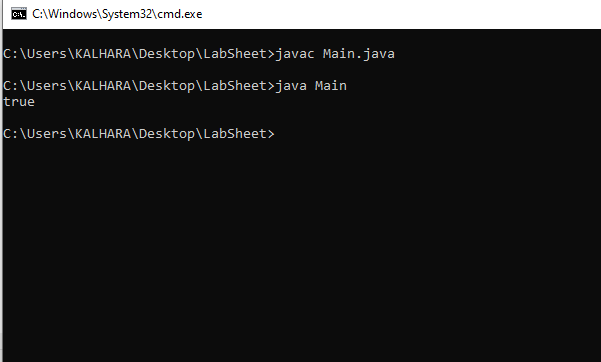 C:\Windows\System32\cmd.exe
C:\Users\KALHARA\Desktop\LabSheet>javac Main.java
C:\Users\KALHARA\Desktop\LabSheet>java Main
true
C:\Users\KALHARA\Desktop\LabSheet>